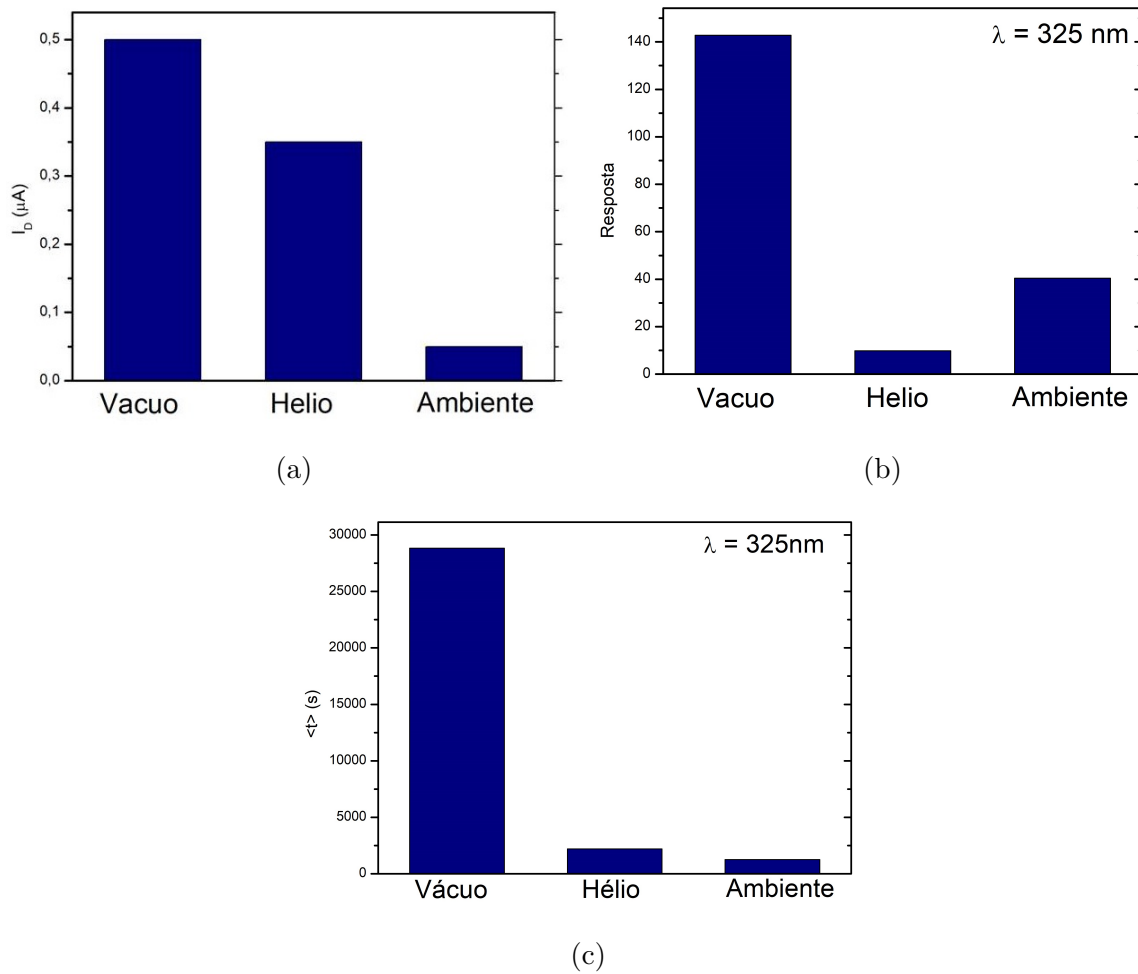 0,5
0,4
0,3
0,2
0,1
0,0
I_D (μA)
Vacuo Helio Ambiente
(a)
λ = 325 nm
140
120
100
80
60
40
20
0
Resposta
Vacuo Helio Ambiente
(b)
λ = 325nm
30000
25000
20000
15000
10000
5000
0
<t> (s)
Vácuo Hélio Ambiente
(c)